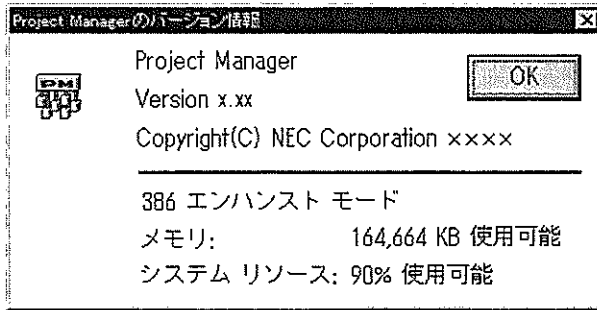 Project Managerのバージョン情報
PM
Project Manager
OK
Version x.xx
Copyright(C) NEC Corporation ××××
386 エンハンスト モード
メモリ: 164,664 KB 使用可能
システム リソース: 90% 使用可能